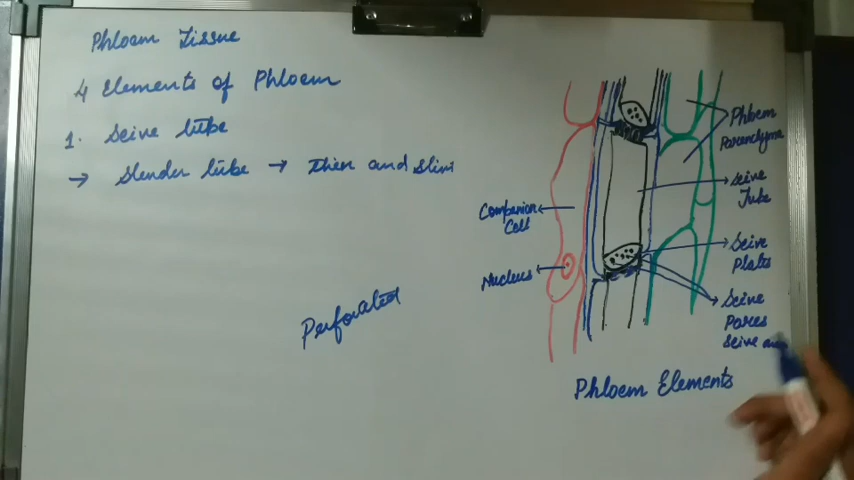 Phloem Tissue
4 Elements of Phloem
1. Seive tube
→ Slender tube → Thin and slim
Perforated
Companion
Cell
Nucleus
Phloem
Parenchyma
Seive
Tube
Seive
Plate
Seive
Pores
Seive
Phloem Elements